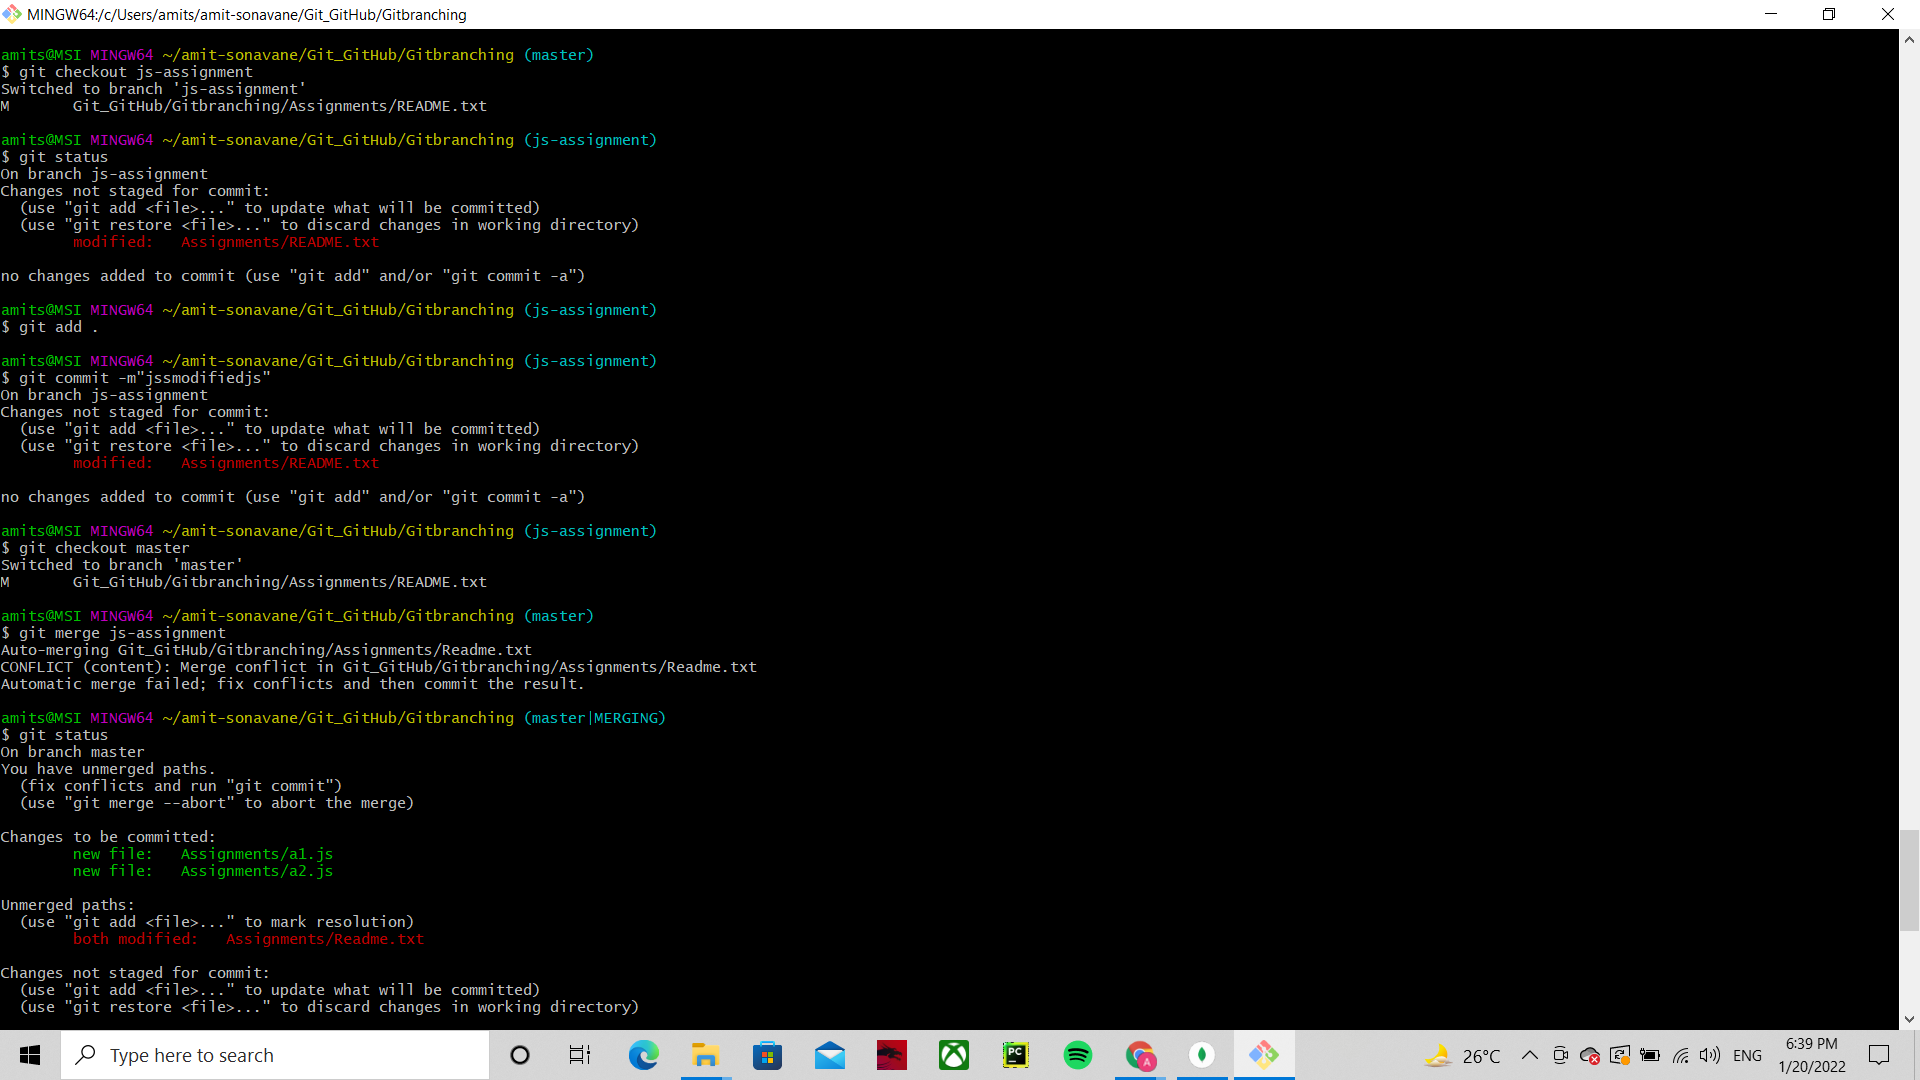 MINGW64:/c/Users/amits/amit-sonavane/Git_GitHub/Gitbranching
amits@MSI MINGW64 ~/amit-sonavane/Git_GitHub/Gitbranching (master)
$ git checkout js-assignment
Switched to branch 'js-assignment'
M       Git_GitHub/Gitbranching/Assignments/README.txt
amits@MSI MINGW64 ~/amit-sonavane/Git_GitHub/Gitbranching (js-assignment)
$ git status
On branch js-assignment
Changes not staged for commit:
  (use "git add <file>..." to update what will be committed)
  (use "git restore <file>..." to discard changes in working directory)
        modified:   Assignments/README.txt
no changes added to commit (use "git add" and/or "git commit -a")
amits@MSI MINGW64 ~/amit-sonavane/Git_GitHub/Gitbranching (js-assignment)
$ git add .
amits@MSI MINGW64 ~/amit-sonavane/Git_GitHub/Gitbranching (js-assignment)
$ git commit -m"jssmodifiedjs"
On branch js-assignment
Changes not staged for commit:
  (use "git add <file>..." to update what will be committed)
  (use "git restore <file>..." to discard changes in working directory)
        modified:   Assignments/README.txt
no changes added to commit (use "git add" and/or "git commit -a")
amits@MSI MINGW64 ~/amit-sonavane/Git_GitHub/Gitbranching (js-assignment)
$ git checkout master
Switched to branch 'master'
M       Git_GitHub/Gitbranching/Assignments/README.txt
amits@MSI MINGW64 ~/amit-sonavane/Git_GitHub/Gitbranching (master)
$ git merge js-assignment
Auto-merging Git_GitHub/Gitbranching/Assignments/Readme.txt
CONFLICT (content): Merge conflict in Git_GitHub/Gitbranching/Assignments/Readme.txt
Automatic merge failed; fix conflicts and then commit the result.
amits@MSI MINGW64 ~/amit-sonavane/Git_GitHub/Gitbranching (master|MERGING)
$ git status
On branch master
You have unmerged paths.
  (fix conflicts and run "git commit")
  (use "git merge --abort" to abort the merge)
Changes to be committed:
        new file:   Assignments/a1.js
        new file:   Assignments/a2.js
Unmerged paths:
  (use "git add <file>..." to mark resolution)
        both modified:   Assignments/Readme.txt
Changes not staged for commit:
  (use "git add <file>..." to update what will be committed)
  (use "git restore <file>..." to discard changes in working directory)
Type here to search
PC
A
26°C
ENG
6:39 PM
1/20/2022